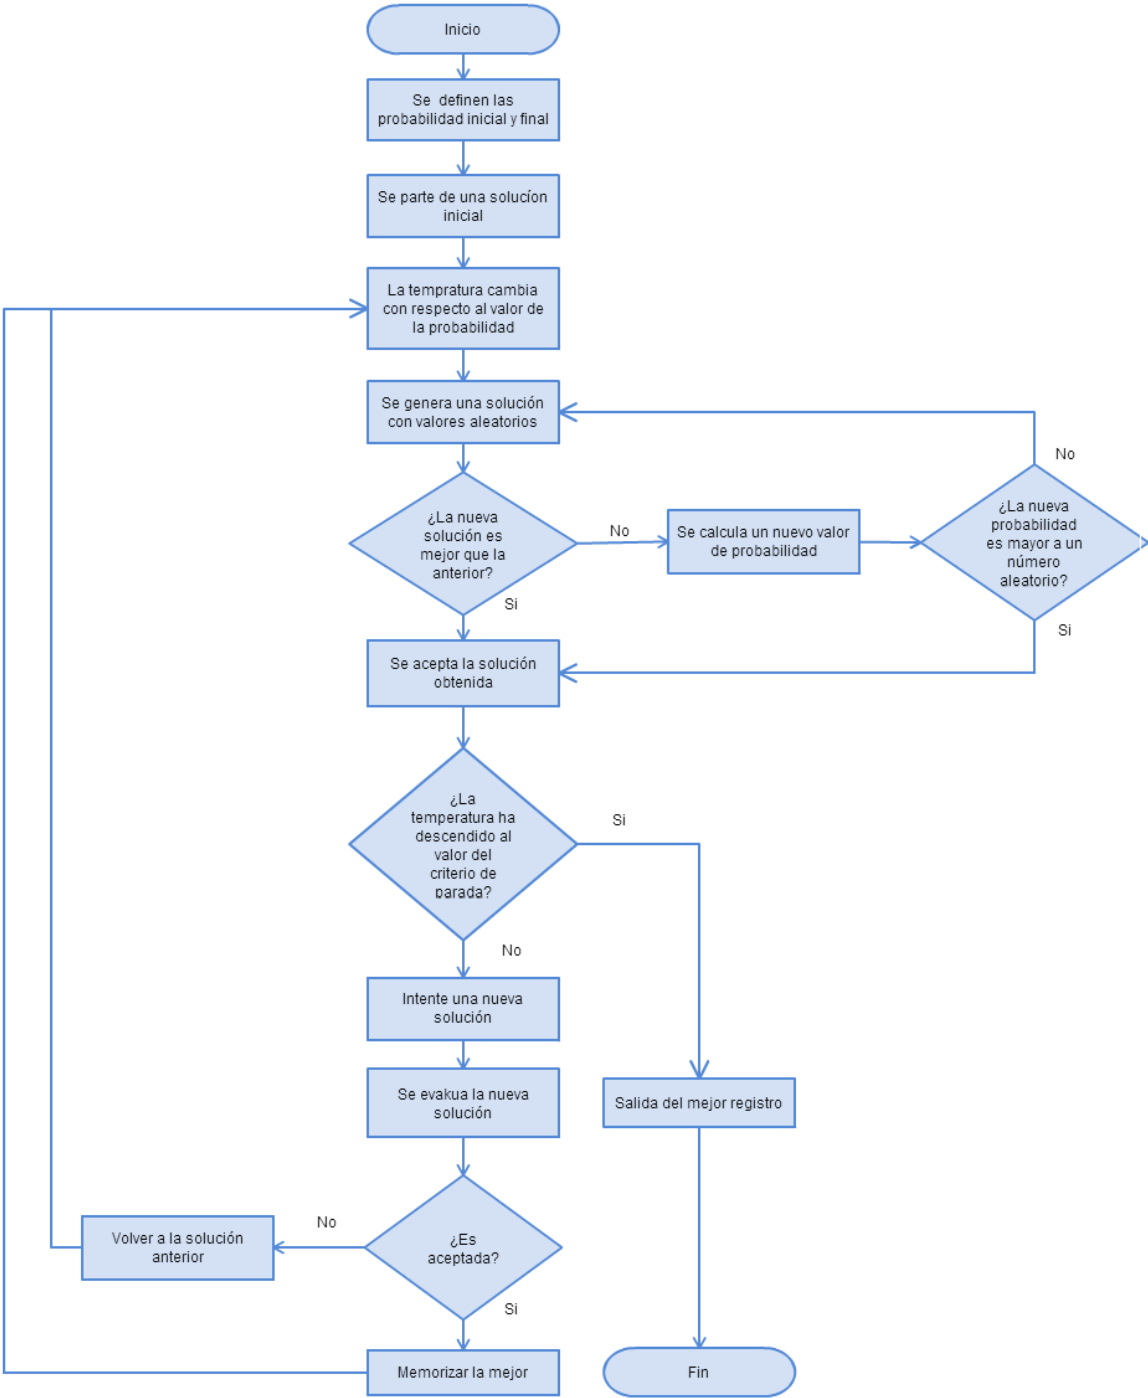 Inicio
Se definen las
probabilidad inicial y final
Se parte de una solucíon
inicial
La tempratura cambia
con respecto al valor de
la probabilidad
Se genera una solución
con valores aleatorios
No
¿La nueva
solución es
mejor que la
anterior?
No
Se calcula un nuevo valor
de probabilidad
¿La nueva
probabilidad
es mayor a un
número
aleatorio?
Si
Si
Se acepta la solución
obtenida
¿La
temperatura ha
descendido al
valor del
criterio de
parada?
Si
No
Intente una nueva
solución
Se evakua la nueva
solución
Salida del mejor registro
¿Es
aceptada?
No
Volver a la solución
anterior
Si
Memorizar la mejor
Fin